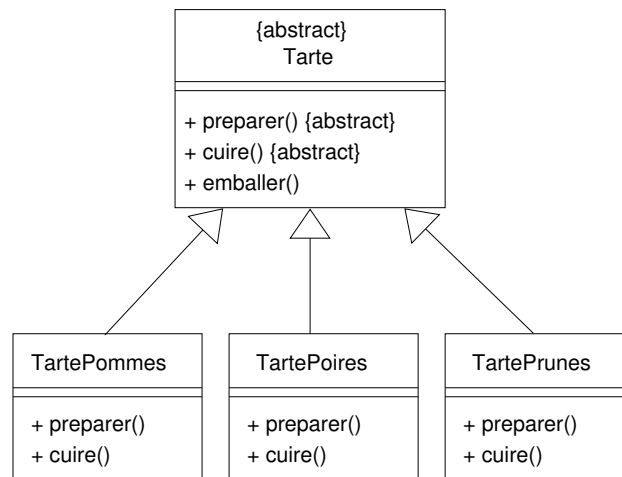 {abstract}
Tarte
+ preparer() {abstract}
+ cuire() {abstract}
+ emballer()
TartePommes
+ preparer()
+ cuire()
TartePoires
+ preparer()
+ cuire()
TartePrunes
+ preparer()
+ cuire()